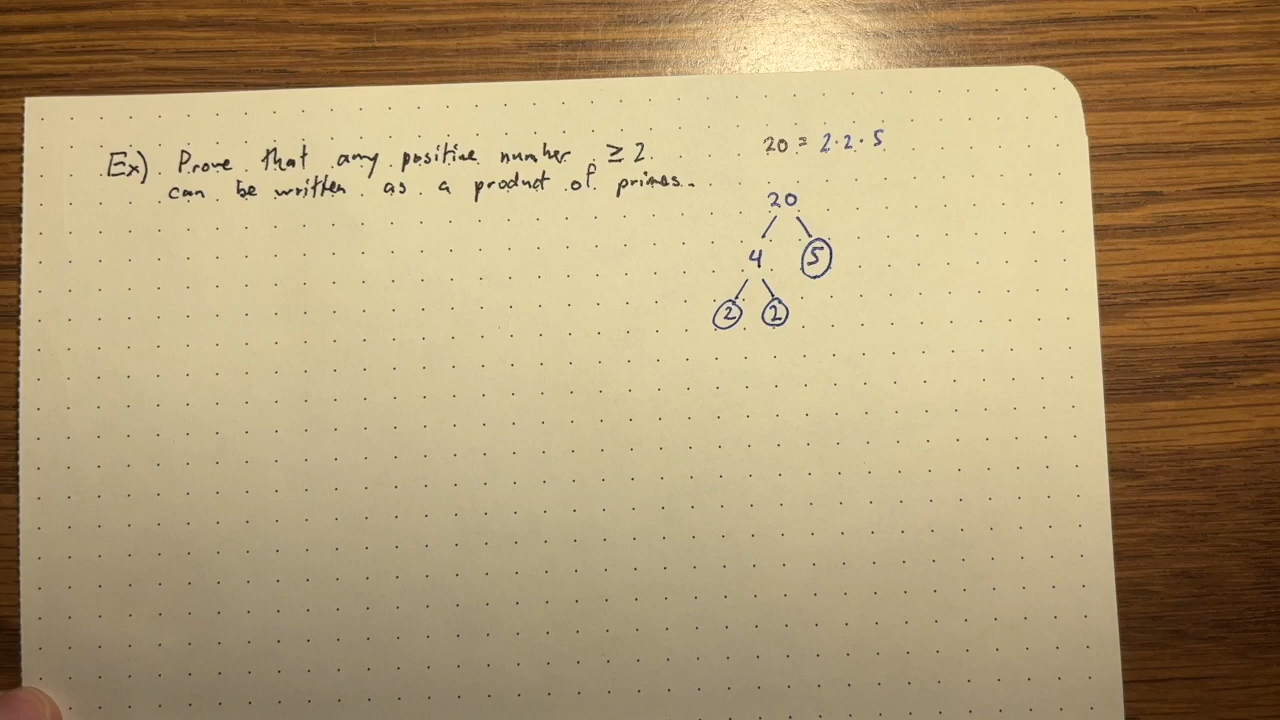 Ex) Prove that any positive number ≥ 2
can be written as a product of primes.
20 = 2·2·5
20
4 5
2 2